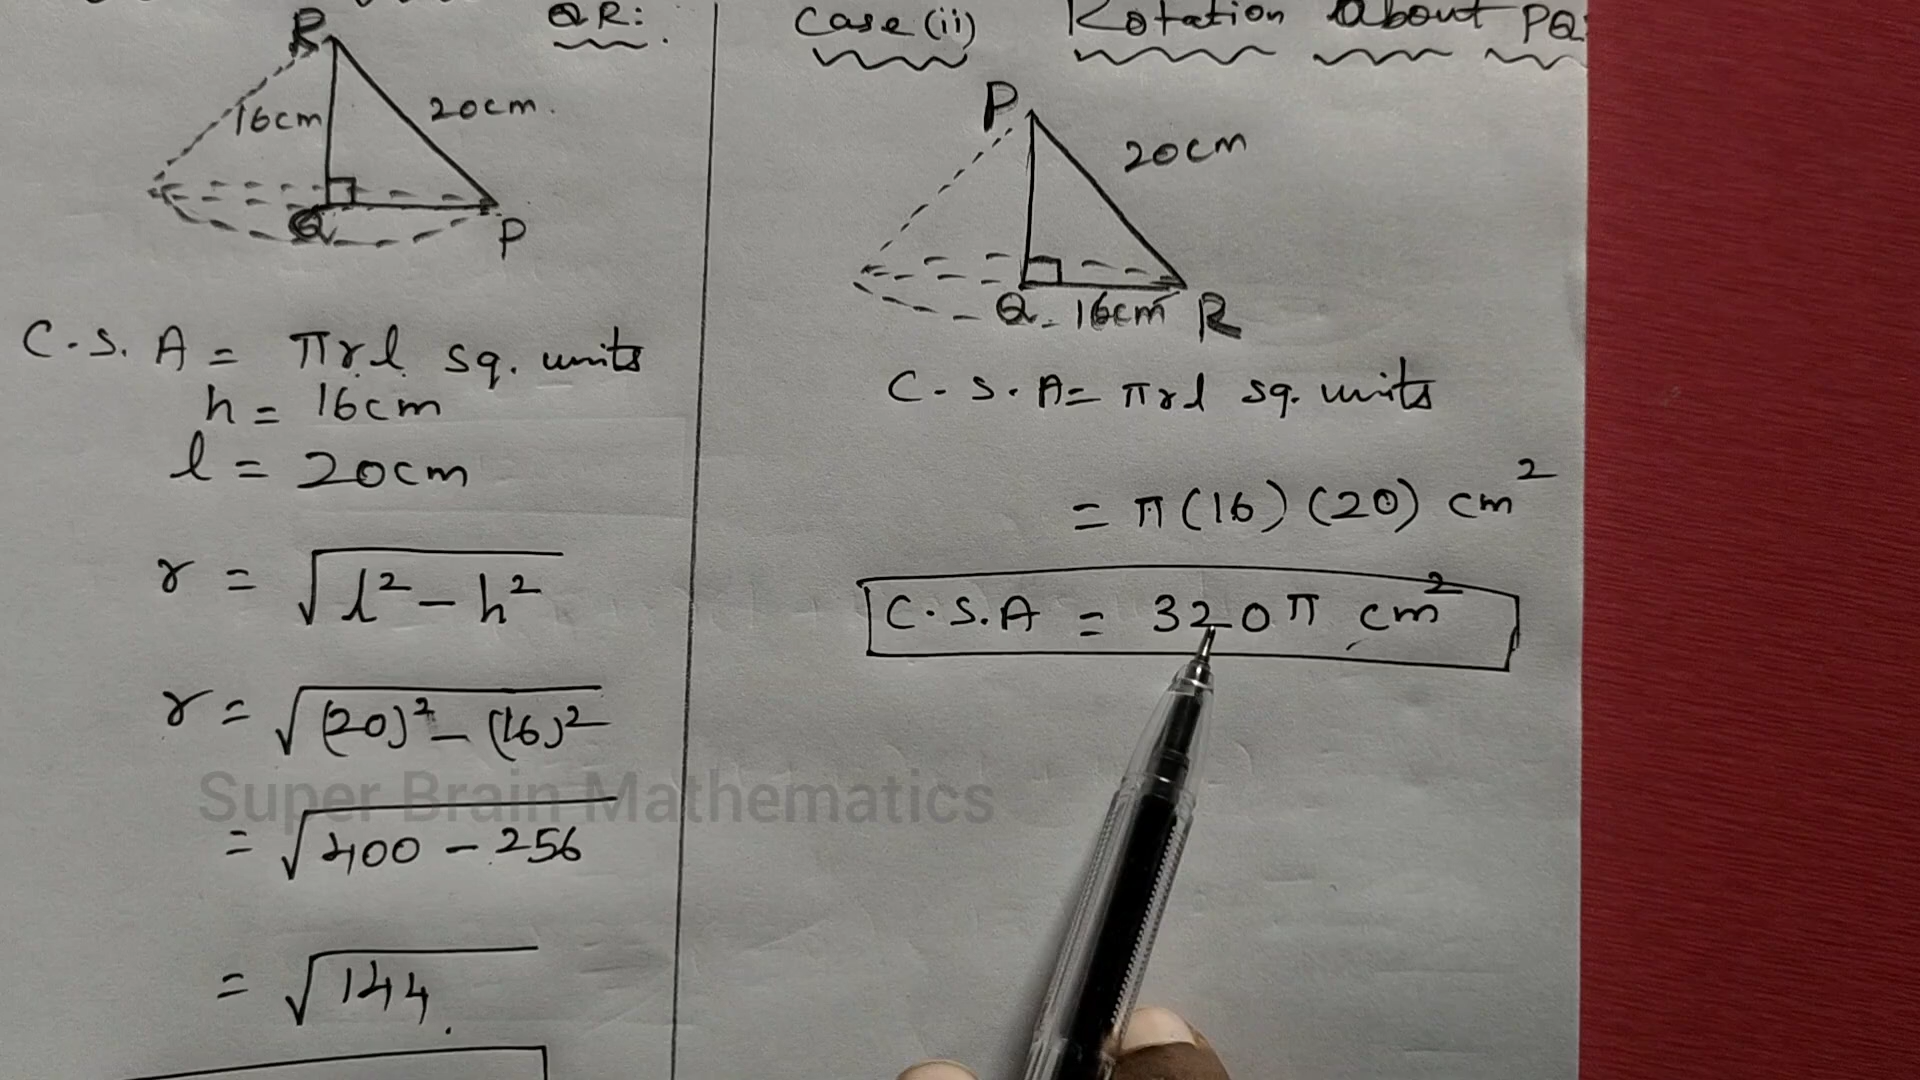 QR:
R
16cm
20cm.
Q
P
C.S.A = πrl sq. units
h = 16cm
l = 20cm
r = √l² - h²
r = √(20)² - (16)²
= √400 - 256
= √144.
Case (ii) Rotation About PQ:
P
20cm
Q 16cm R
C.S.A = πrl sq. units
= π(16)(20) cm²
C.S.A = 320π cm²
Super Brain Mathematics